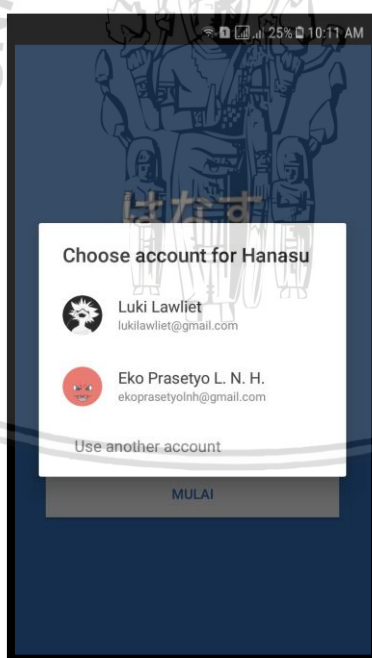 25% 10:11 AM
はなす
Choose account for Hanasu
Luki Lawliet
lukilawliet@gmail.com
Eko Prasetyo L. N. H.
ekoprasetyolnh@gmail.com
Use another account
MULAI